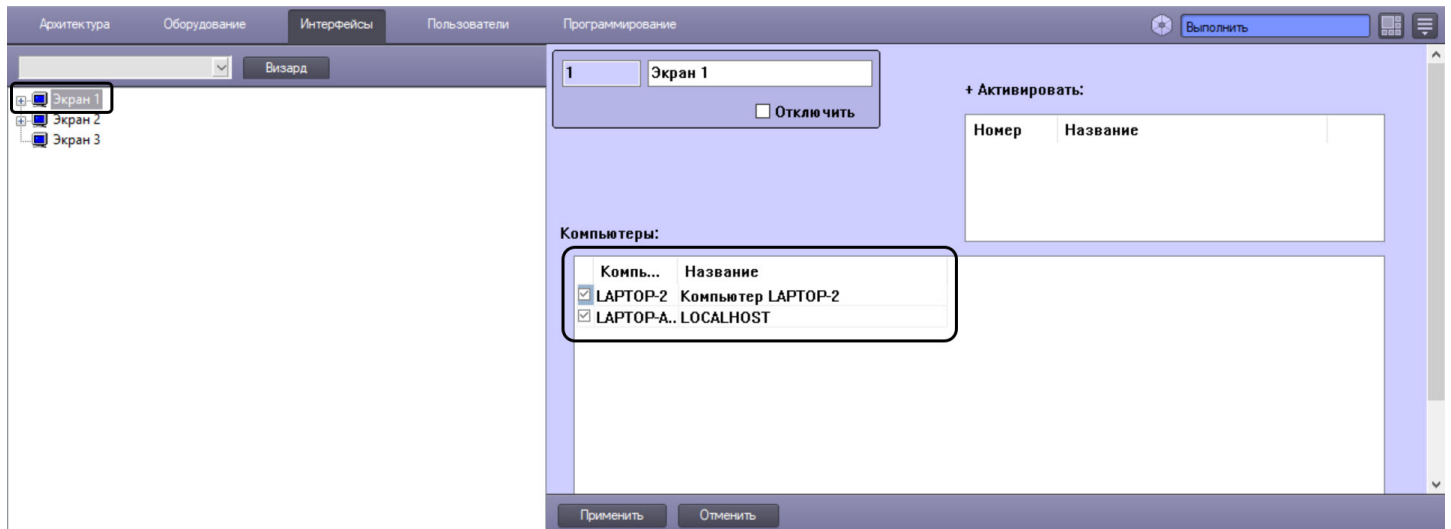 Архитектура Оборудование Интерфейсы Пользователи Программирование Выполнить
Визард
Экран 1
Экран 2
Экран 3
1 Экран 1
Отключить
+ Активировать:
Номер Название
Компьютеры:
Компь... Название
LAPTOP-2 Компьютер LAPTOP-2
LAPTOP-A.. LOCALHOST
Применить Отменить